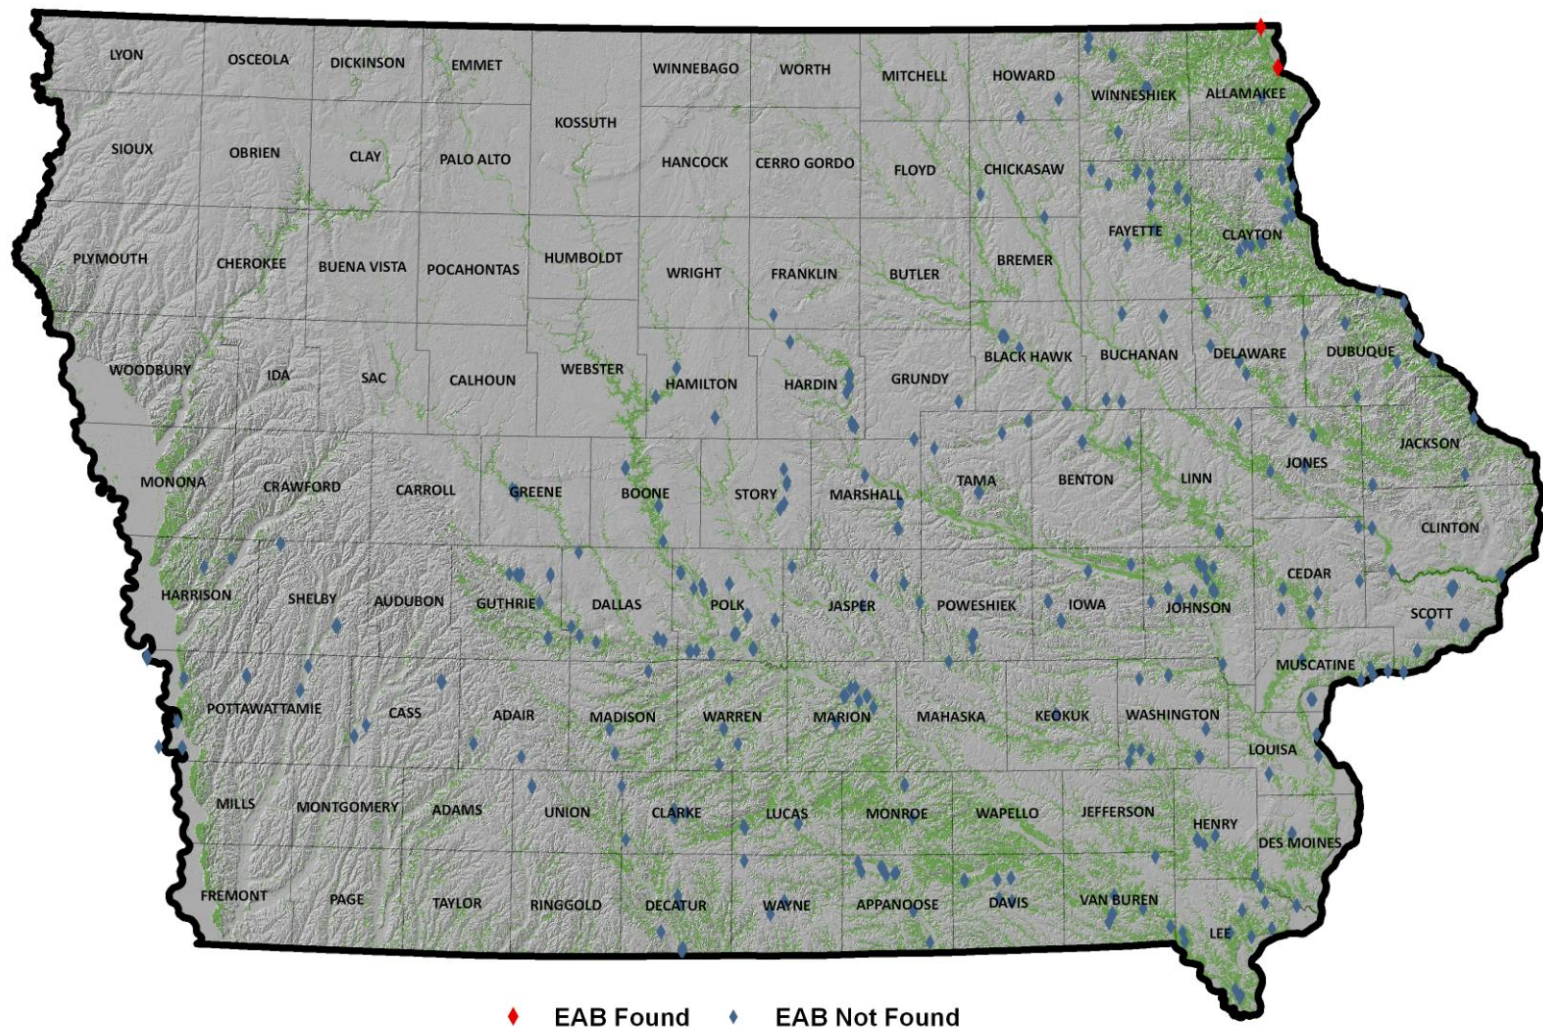 LYON
OSCEOLA
DICKINSON
EMMET
WINNEBAGO
WORTH
MITCHELL
HOWARD
WINNESHIEK
ALLAMAKEE
KOSSUTH
SIOUX
OBRIEN
CLAY
PALO ALTO
HANCOCK
CERRO GORDO
FLOYD
CHICKASAW
PLYMOUTH
CHEROKEE
BUENA VISTA
POCAHONTAS
HUMBOLDT
WRIGHT
FRANKLIN
BUTLER
BREMER
FAYETTE
CLAYTON
WOODBURY
IDA
SAC
CALHOUN
WEBSTER
HAMILTON
HARDIN
GRUNDY
BLACK HAWK
BUCHANAN
DELAWARE
DUBUQUE
MONONA
CRAWFORD
CARROLL
GREENE
BOONE
STORY
MARSHALL
TAMA
BENTON
LINN
JONES
JACKSON
CLINTON
HARRISON
SHELBY
AUDUBON
GUTHRIE
DALLAS
POLK
JASPER
POWESHIEK
IOWA
JOHNSON
CEDAR
SCOTT
MUSCATINE
POTTAWATTAMIE
CASS
ADAIR
MADISON
WARREN
MARION
MAHASKA
KEOKUK
WASHINGTON
LOUISA
MILLS
MONTGOMERY
ADAMS
UNION
CLARKE
LUCAS
MONROE
WAPELLO
JEFFERSON
HENRY
DES MOINES
FREMONT
PAGE
TAYLOR
RINGGOLD
DECATUR
WAYNE
APPANOOSE
DAVIS
VAN BUREN
LEE
EAB Found EAB Not Found